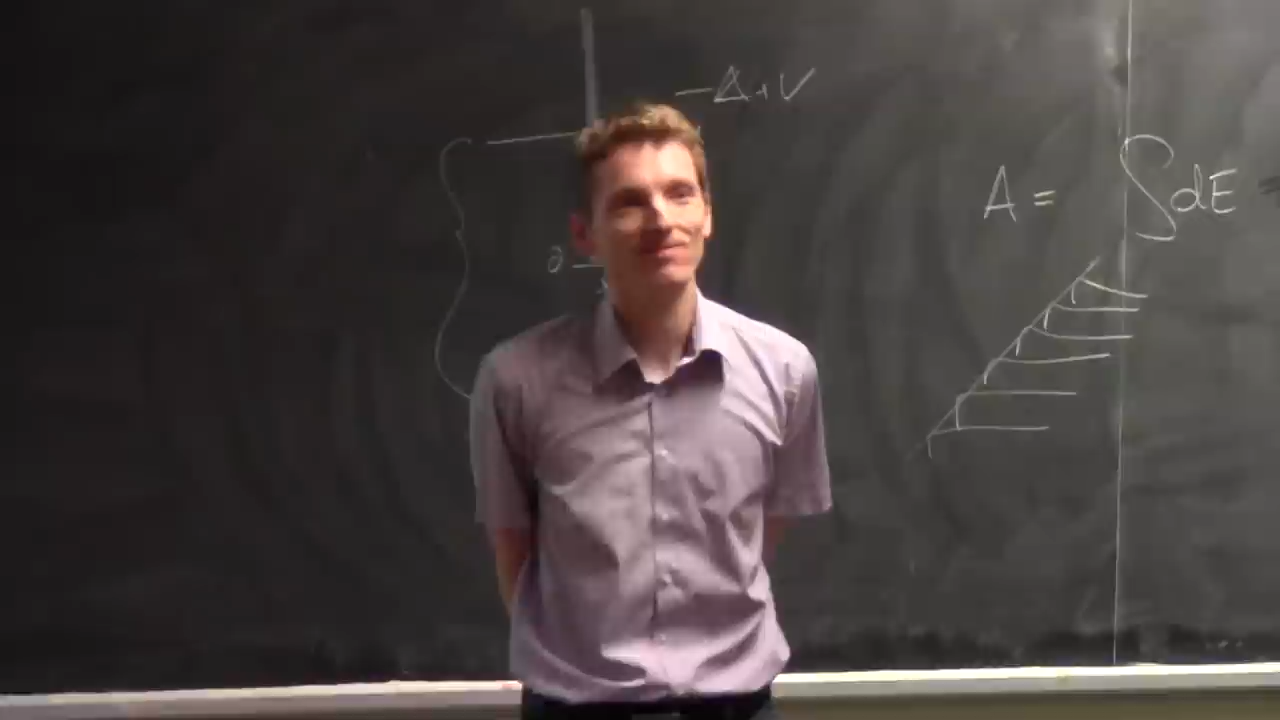 -Δ+V
A = ∫dE =